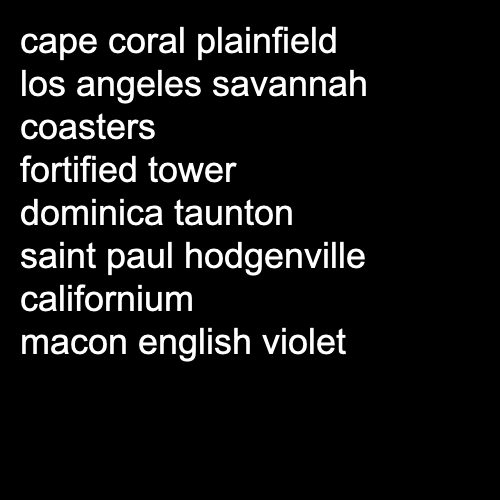 cape coral plainfield
los angeles savannah
coasters
fortified tower
dominica taunton
saint paul hodgenville
californium
macon english violet